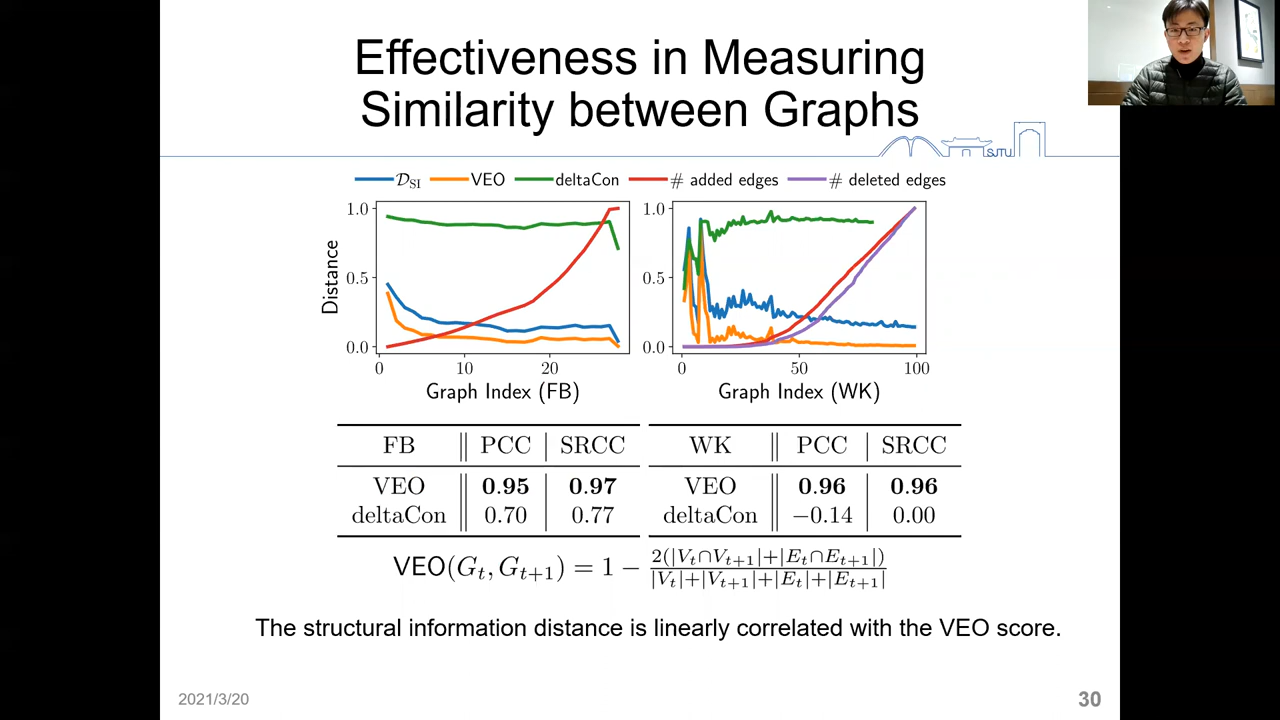 Effectiveness in Measuring
Similarity between Graphs
SJTU
𝒟SI VEO deltaCon # added edges # deleted edges
1.0
0.5
0.0
Distance
0 10 20
Graph Index (FB)
1.0
0.5
0.0
0 50 100
Graph Index (WK)
FB PCC SRCC
VEO 0.95 0.97
deltaCon 0.70 0.77
WK PCC SRCC
VEO 0.96 0.96
deltaCon −0.14 0.00
VEO(Gt, Gt+1) = 1 − 2(|Vt∩Vt+1|+|Et∩Et+1|) / |Vt|+|Vt+1|+|Et|+|Et+1|
The structural information distance is linearly correlated with the VEO score.
2021/3/20
30